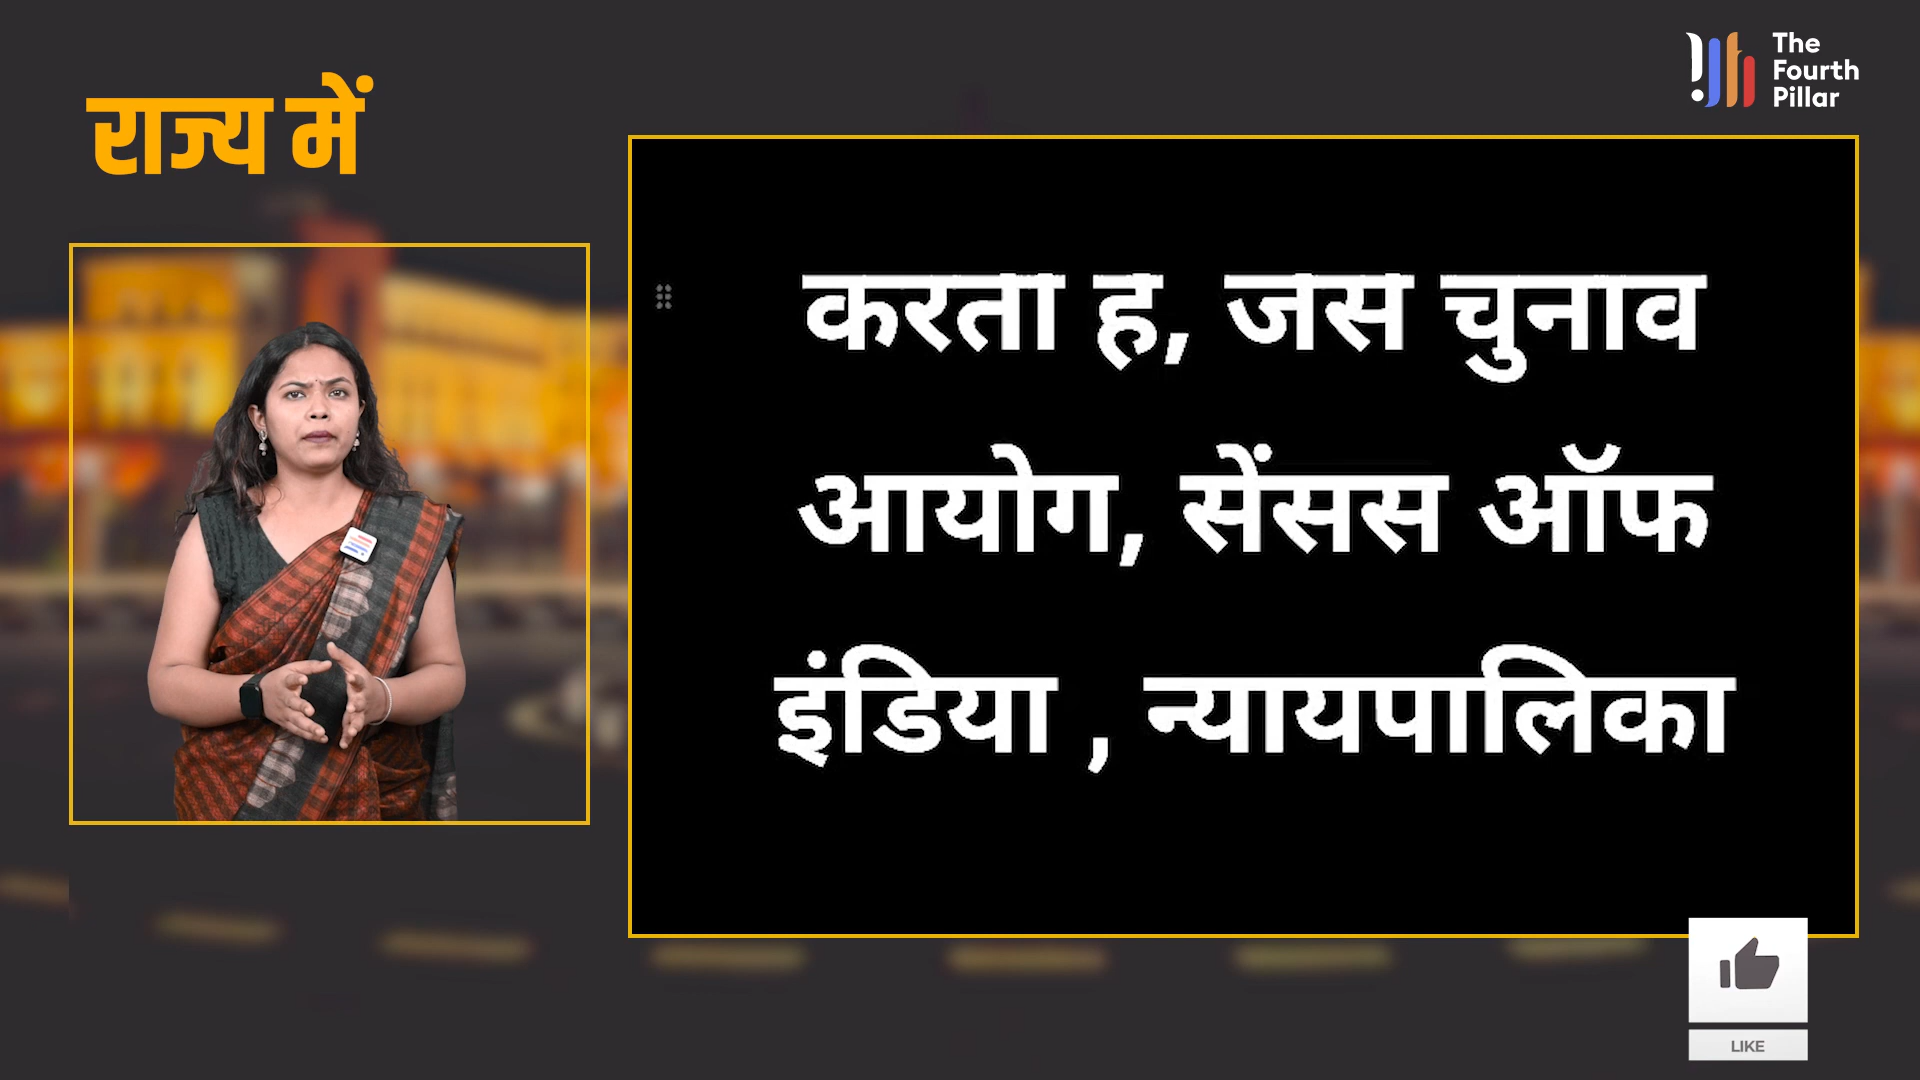 राज्य में
The
Fourth
Pillar
करता ह, जस चुनाव
आयोग, सेंसस ऑफ
इंडिया , न्यायपालिका
LIKE